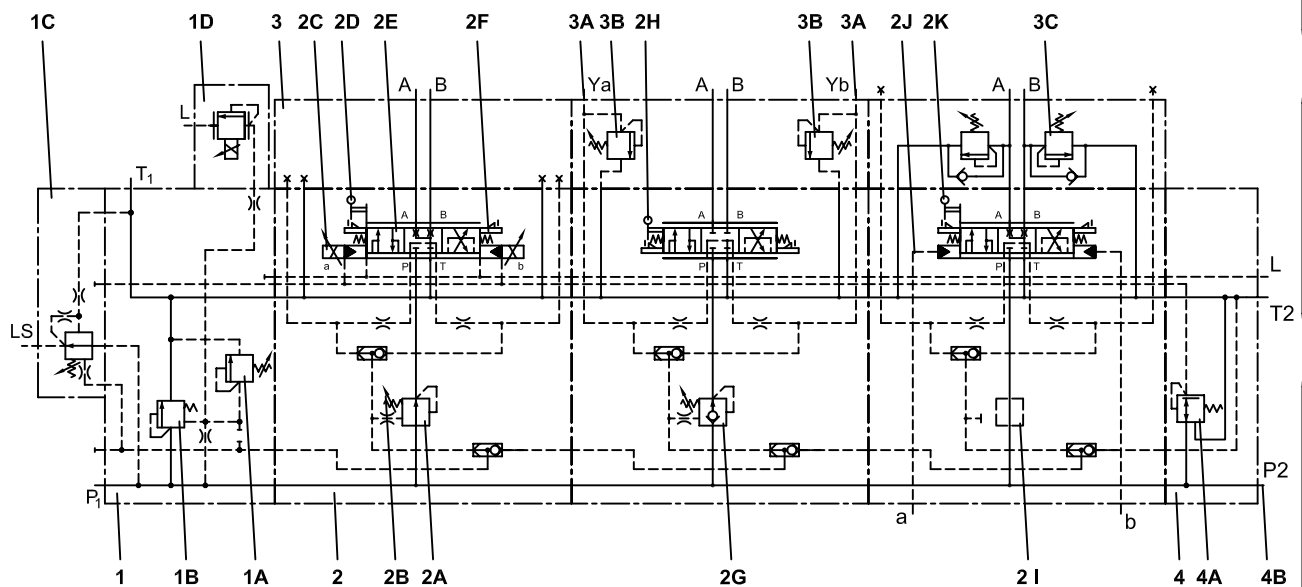 1C 1D 3 2C 2D 2E 2F 3A 3B 2H 3B 3A 2J 2K 3C
A B Ya A B Yb A B
L
T1
A B A B A B
a b
P T P T P T
L
T2
LS
P2
P1
a b
1 1B 1A 2 2B 2A 2G 2 I 4 4A 4B